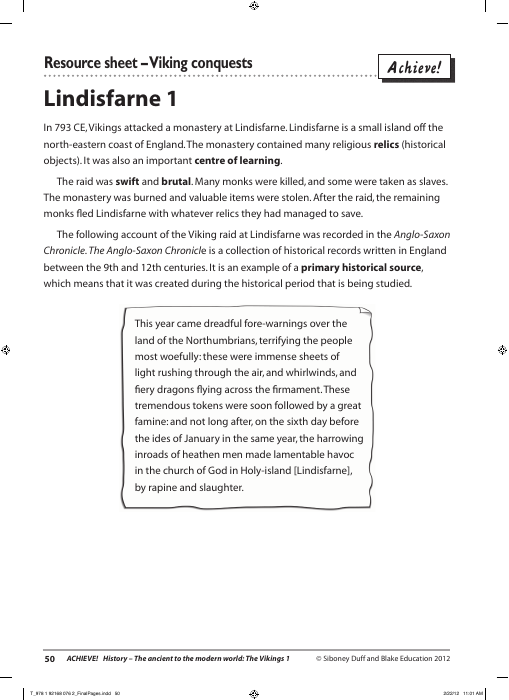 Resource sheet – Viking conquests
Achieve!
Lindisfarne 1
In 793 CE, Vikings attacked a monastery at Lindisfarne. Lindisfarne is a small island off the
north-eastern coast of England. The monastery contained many religious relics (historical
objects). It was also an important centre of learning.
The raid was swift and brutal. Many monks were killed, and some were taken as slaves.
The monastery was burned and valuable items were stolen. After the raid, the remaining
monks fled Lindisfarne with whatever relics they had managed to save.
The following account of the Viking raid at Lindisfarne was recorded in the Anglo-Saxon
Chronicle. The Anglo-Saxon Chronicle is a collection of historical records written in England
between the 9th and 12th centuries. It is an example of a primary historical source,
which means that it was created during the historical period that is being studied.
This year came dreadful fore-warnings over the
land of the Northumbrians, terrifying the people
most woefully: these were immense sheets of
light rushing through the air, and whirlwinds, and
fiery dragons flying across the firmament. These
tremendous tokens were soon followed by a great
famine: and not long after, on the sixth day before
the ides of January in the same year, the harrowing
inroads of heathen men made lamentable havoc
in the church of God in Holy-island [Lindisfarne],
by rapine and slaughter.
50 ACHIEVE! History – The ancient to the modern world: The Vikings 1 © Siboney Duff and Blake Education 2012
50 2/22/12 11:01 AM